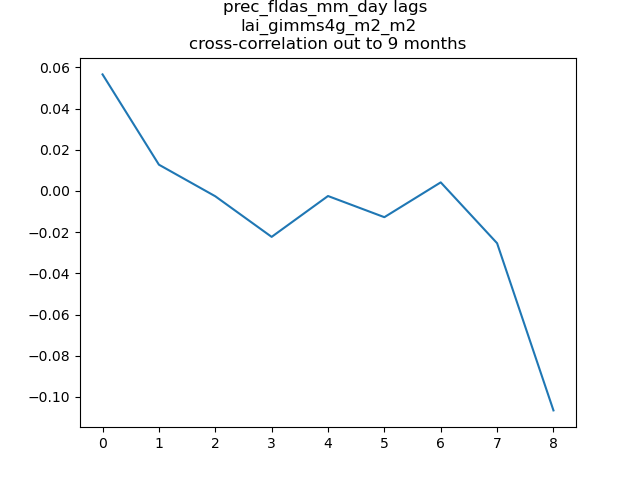 prec_fldas_mm_day lags
lai_gimms4g_m2_m2
cross-correlation out to 9 months
0.06
0.04
0.02
0.00
−0.02
−0.04
−0.06
−0.08
−0.10
0 1 2 3 4 5 6 7 8